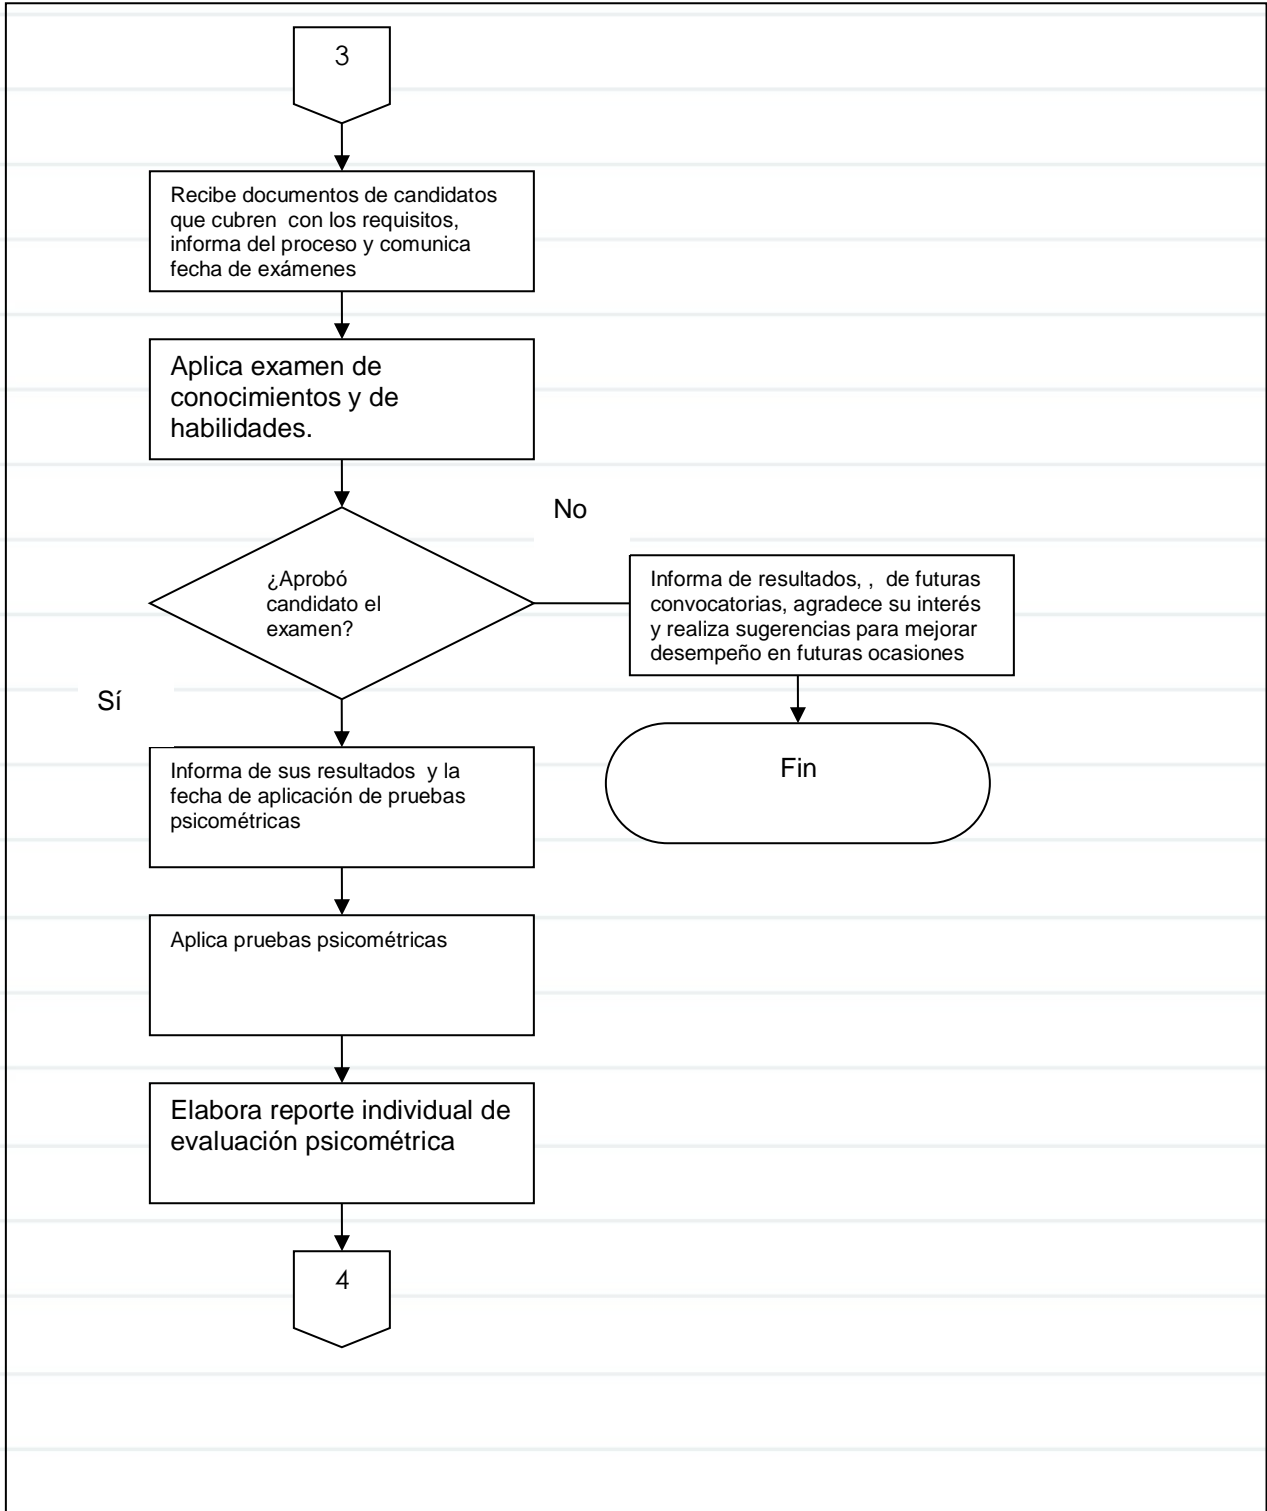 3
Recibe documentos de candidatos
que cubren  con los requisitos,
informa del proceso y comunica
fecha de exámenes
Aplica examen de
conocimientos y de
habilidades.
No
¿Aprobó
candidato el
examen?
Informa de resultados, ,  de futuras
convocatorias, agradece su interés
y realiza sugerencias para mejorar
desempeño en futuras ocasiones
Sí
Fin
Informa de sus resultados  y la
fecha de aplicación de pruebas
psicométricas
Aplica pruebas psicométricas
Elabora reporte individual de
evaluación psicométrica
4